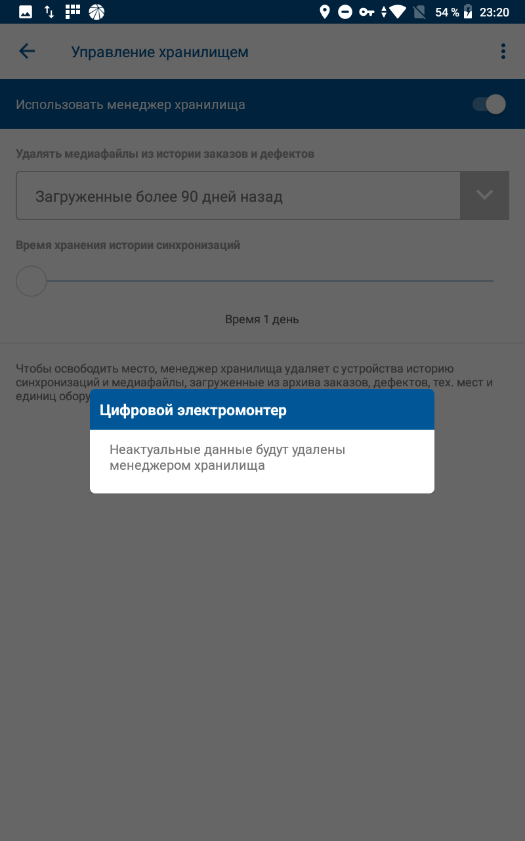 54 % 23:20
Управление хранилищем
Использовать менеджер хранилища
Удалять медиафайлы из истории заказов и дефектов
Загруженные более 90 дней назад
Время хранения истории синхронизаций
Время 1 день
Чтобы освободить место, менеджер хранилища удаляет с устройства историю
синхронизаций и медиафайлы, загруженные из архива заказов, дефектов, тех. мест и
единиц
Цифровой электромонтер
Неактуальные данные будут удалены
менеджером хранилища